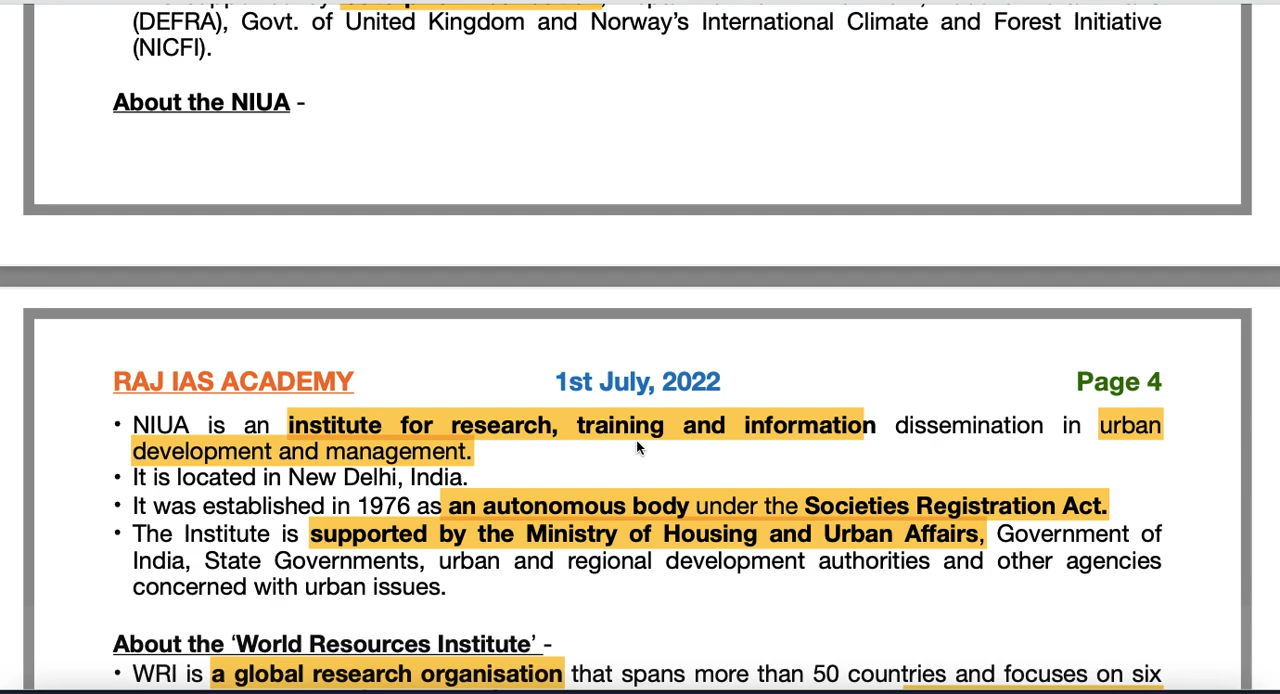 (DEFRA), Govt. of United Kingdom and Norway's International Climate and Forest Initiative
(NICFI).
About the NIUA -
RAJ IAS ACADEMY 1st July, 2022 Page 4
• NIUA is an institute for research, training and information dissemination in urban
development and management.
• It is located in New Delhi, India.
• It was established in 1976 as an autonomous body under the Societies Registration Act.
• The Institute is supported by the Ministry of Housing and Urban Affairs, Government of
India, State Governments, urban and regional development authorities and other agencies
concerned with urban issues.
About the 'World Resources Institute' -
• WRI is a global research organisation that spans more than 50 countries and focuses on six